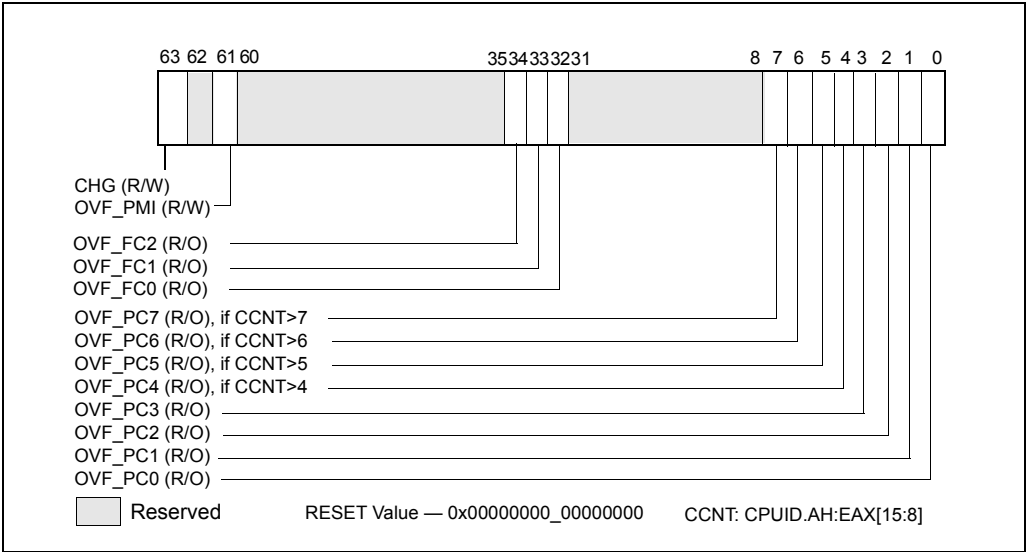 63 62 61 60 35 34 33 32 31 8 7 6 5 4 3 2 1 0
CHG (R/W)
OVF_PMI (R/W)
OVF_FC2 (R/O)
OVF_FC1 (R/O)
OVF_FC0 (R/O)
OVF_PC7 (R/O), if CCNT>7
OVF_PC6 (R/O), if CCNT>6
OVF_PC5 (R/O), if CCNT>5
OVF_PC4 (R/O), if CCNT>4
OVF_PC3 (R/O)
OVF_PC2 (R/O)
OVF_PC1 (R/O)
OVF_PC0 (R/O)
Reserved RESET Value — 0x00000000_00000000 CCNT: CPUID.AH:EAX[15:8]